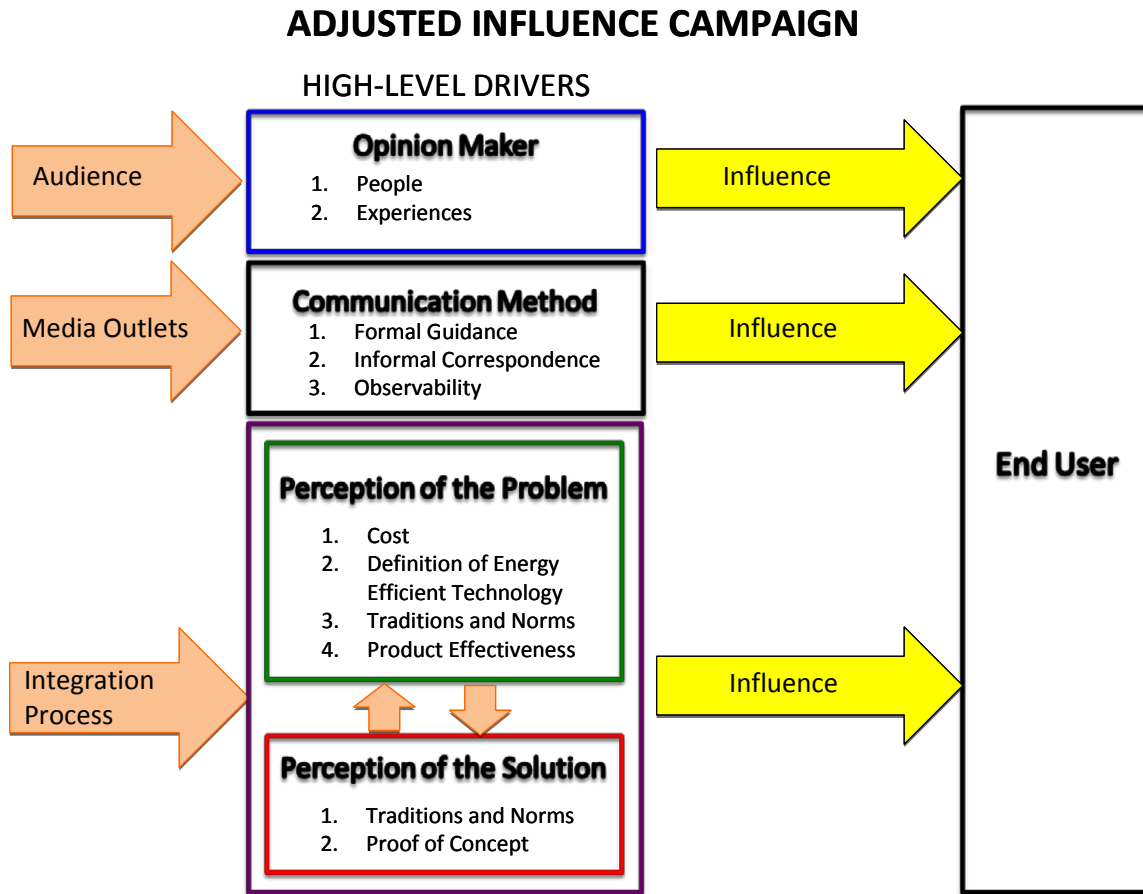 ADJUSTED INFLUENCE CAMPAIGN
HIGH-LEVEL DRIVERS
Audience
Opinion Maker
1. People
2. Experiences
Influence
Media Outlets
Communication Method
1. Formal Guidance
2. Informal Correspondence
3. Observability
Influence
End User
Integration
Process
Perception of the Problem
1. Cost
2. Definition of Energy
Efficient Technology
3. Traditions and Norms
4. Product Effectiveness
Influence
Perception of the Solution
1. Traditions and Norms
2. Proof of Concept